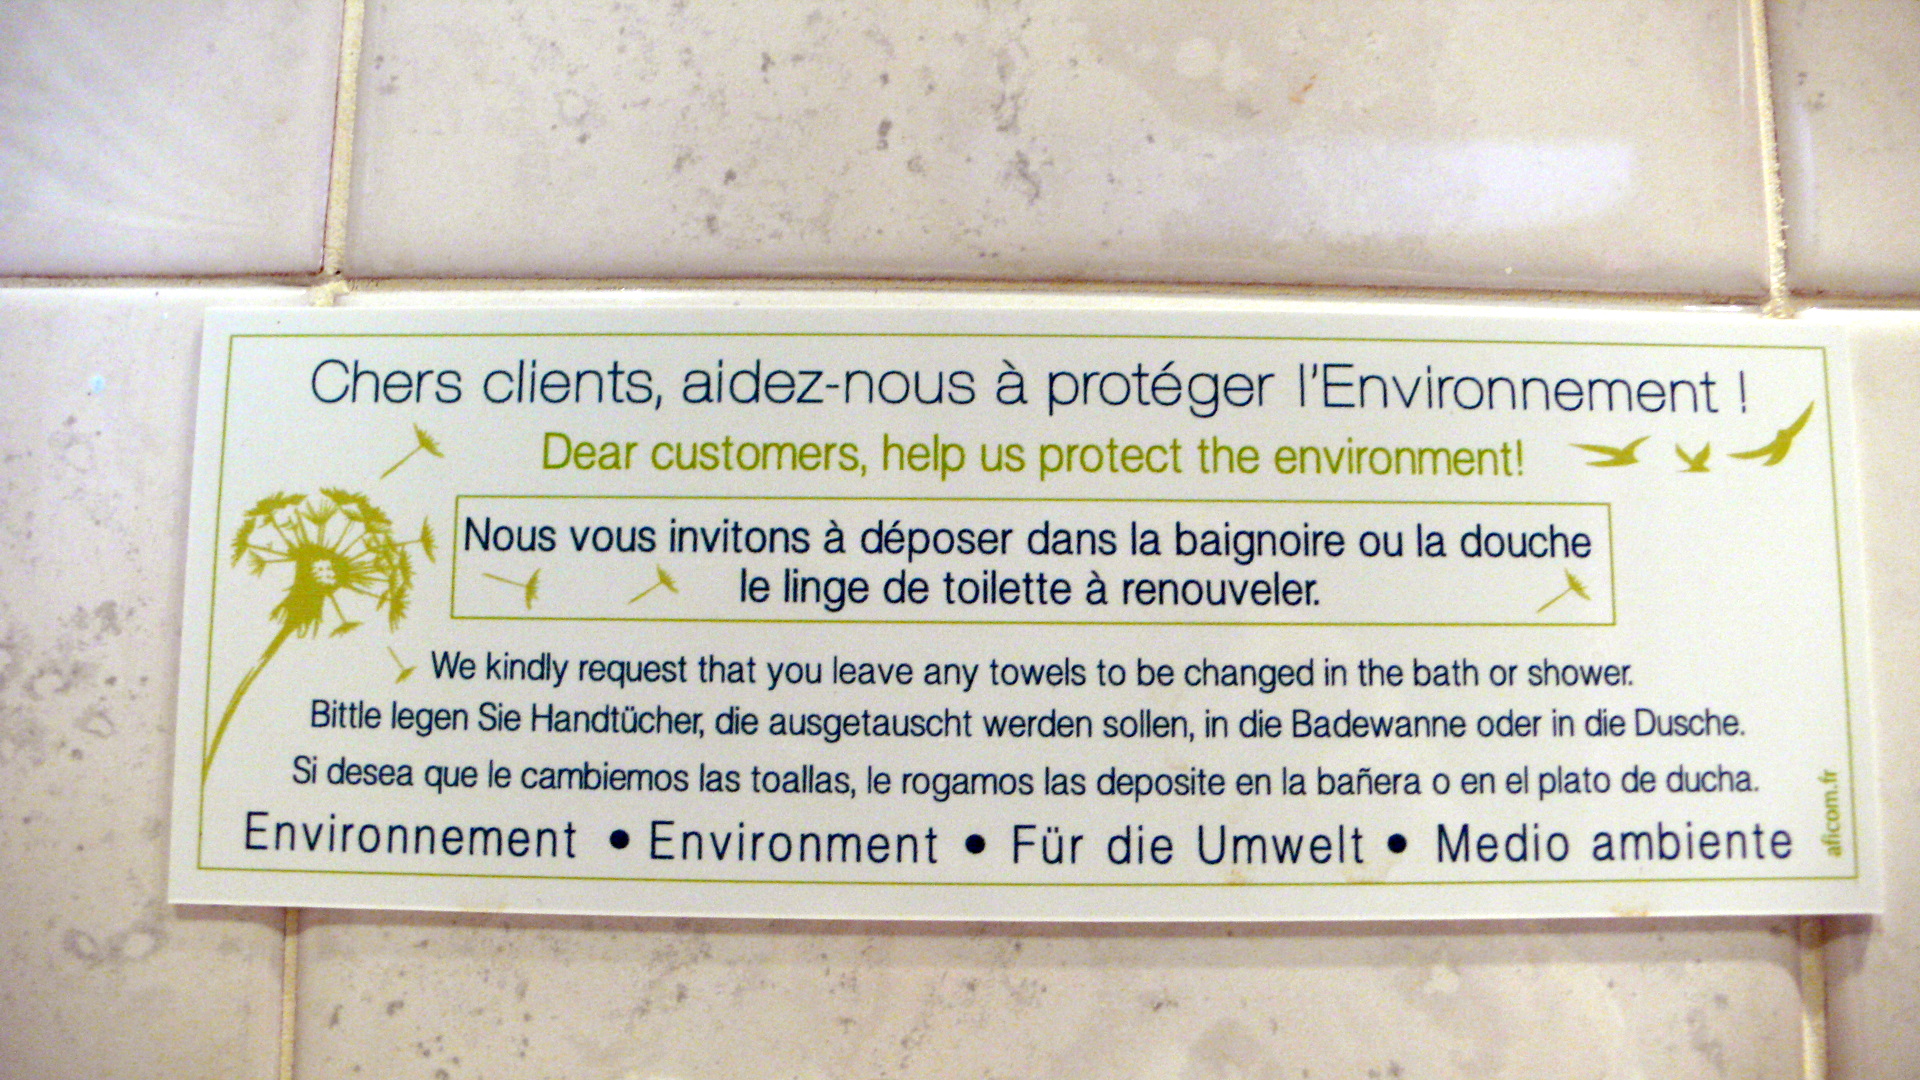 Chers clients, aidez-nous à protéger l'Environnement !
Dear customers, help us protect the environment!
Nous vous invitons à déposer dans la baignoire ou la douche
le linge de toilette à renouveler.
We kindly request that you leave any towels to be changed in the bath or shower.
Bittle legen Sie Handtücher, die ausgetauscht werden sollen, in die Badewanne oder in die Dusche.
Si desea que le cambiemos las toallas, le rogamos las deposite en la bañera o en el plato de ducha.
Environnement • Environment • Für die Umwelt • Medio ambiente
aficom.fr